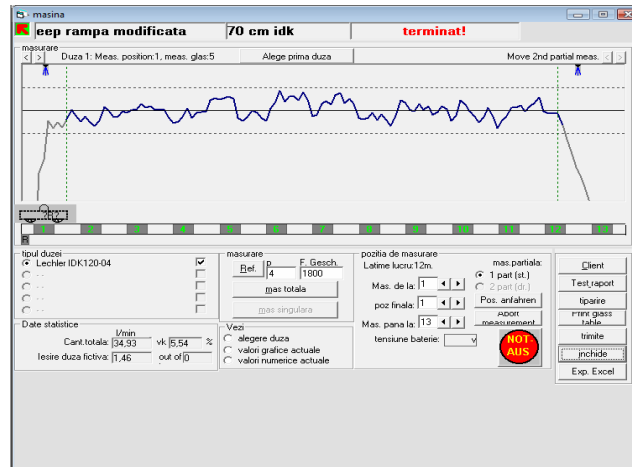 masina
eep rampa modificata 70 cm idk terminat!
masurare
< > Duza 1: Meas. position:1, meas. glas:5 Alege prima duza Move 2nd partial meas. < >
1 2 3 4 5 6 7 8 9 10 11 12 13
R
tipul duzei
Lechler IDK120-04
. .
. .
. .
. .
Date statistice
l/min
Cant.totala: 34,93 vk 5,54 %
Iesire duza fictiva: 1,46 out of 0
masurare
Ref. p F. Gesch.
4 1800
mas totala
mas singulara
Vezi
alegere duza
valori grafice actuale
valori numerice actuale
pozitia de masurare
Latime lucru:12m.
Mas. de la: 1
poz finala: 1
Mas. pana la 13
tensiune baterie: v
mas.partiala:
1 part (st.)
2 part (dr.)
Pos. anfahren
Abort
measurement
NOT-
AUS
Client
Test_raport
tiparire
Print glass
table
trimite
inchide
Exp. Excel